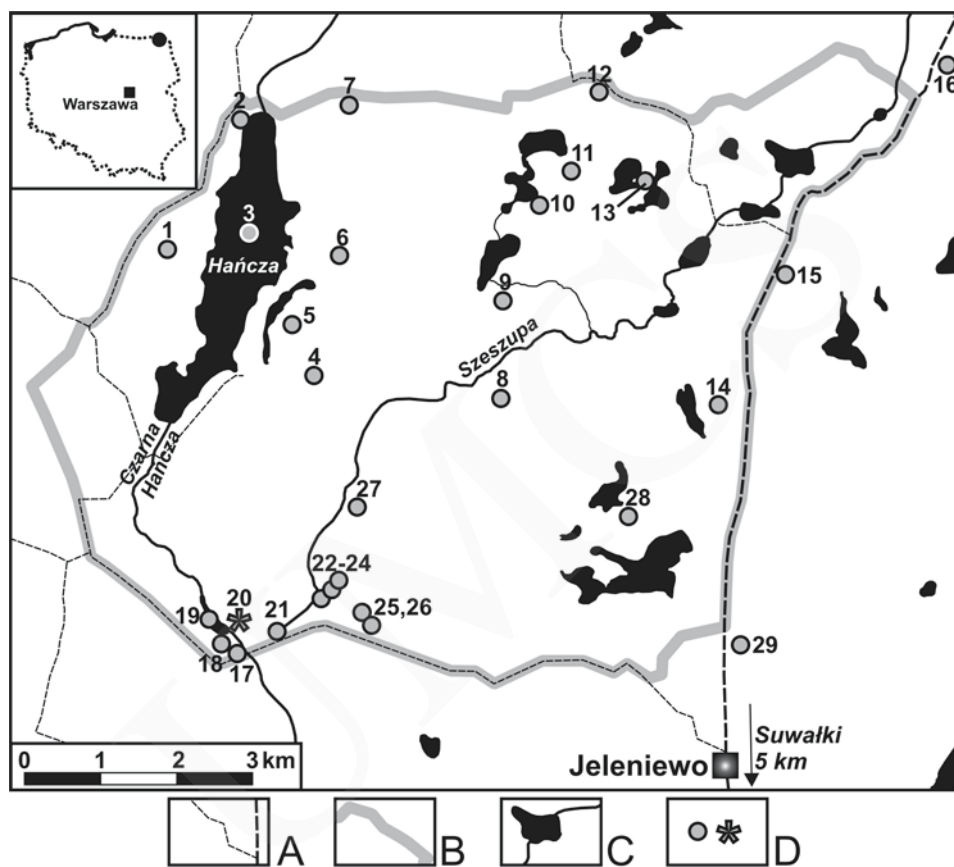 Warszawa
2
7
12
16
11
10
13
1
3
Hańcza
6
5
4
9
15
Szeszupa
8
14
Czarna
Hańcza
27
28
22-24
20
19
21
25,26
18
17
29
0 1 2 3 km
Jeleniewo
Suwałki
5 km
A
B
C
D
UMCS